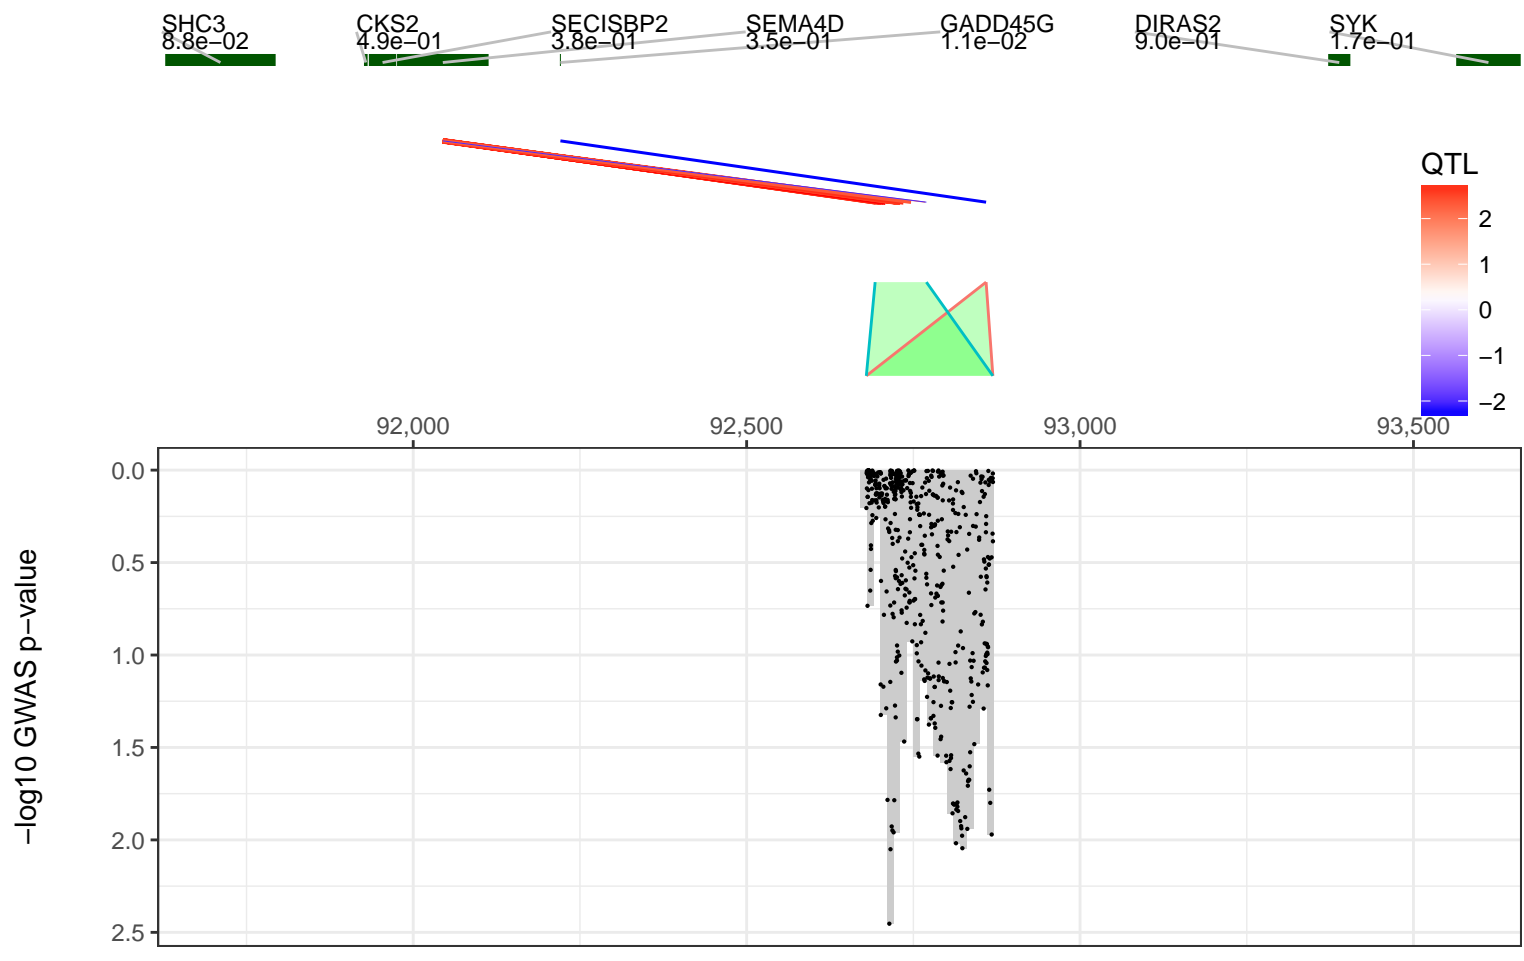 SHC3 CKS2 SECISBP2 SEMA4D GADD45G DIRAS2 SYK
8.8e−02 4.9e−01 3.8e−01 3.5e−01 1.1e−02 9.0e−01 1.7e−01
QTL
2
1
0
−1
−2
92,000 92,500 93,000 93,500
0.0
0.5
1.0
1.5
2.0
2.5
−log10 GWAS p−value